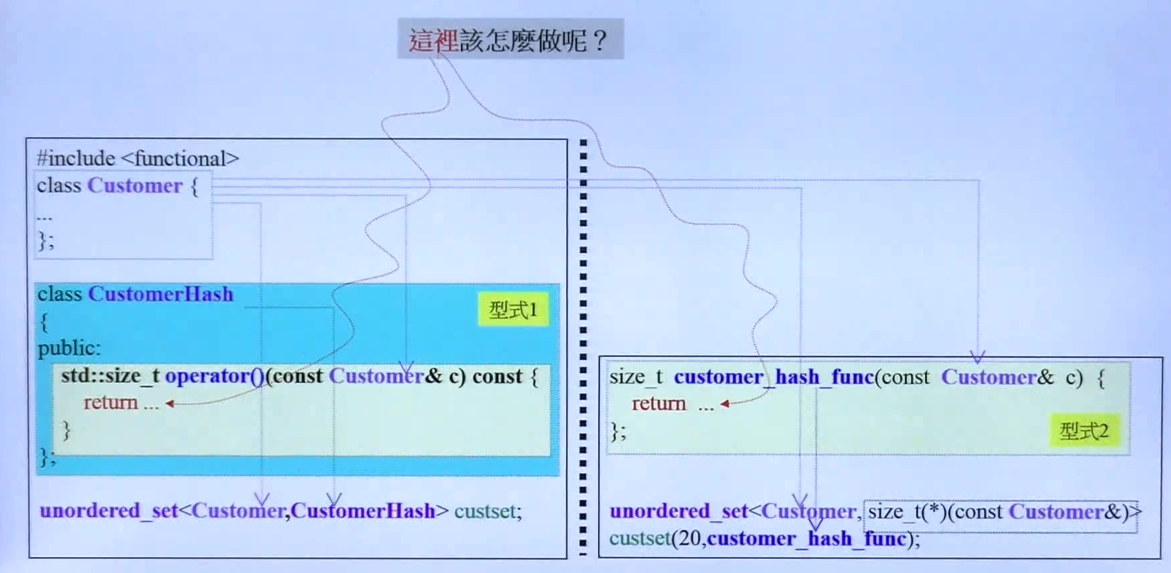 這裡該怎麼做呢？
#include <functional>
class Customer {
...
};
class CustomerHash
型式1
{
public:
std::size_t operator()(const Customer& c) const {
return ...
}
};
unordered_set<Customer,CustomerHash> custset;
size_t customer_hash_func(const Customer& c) {
return ...
};
型式2
unordered_set<Customer, size_t(*)(const Customer&)>
custset(20,customer_hash_func);